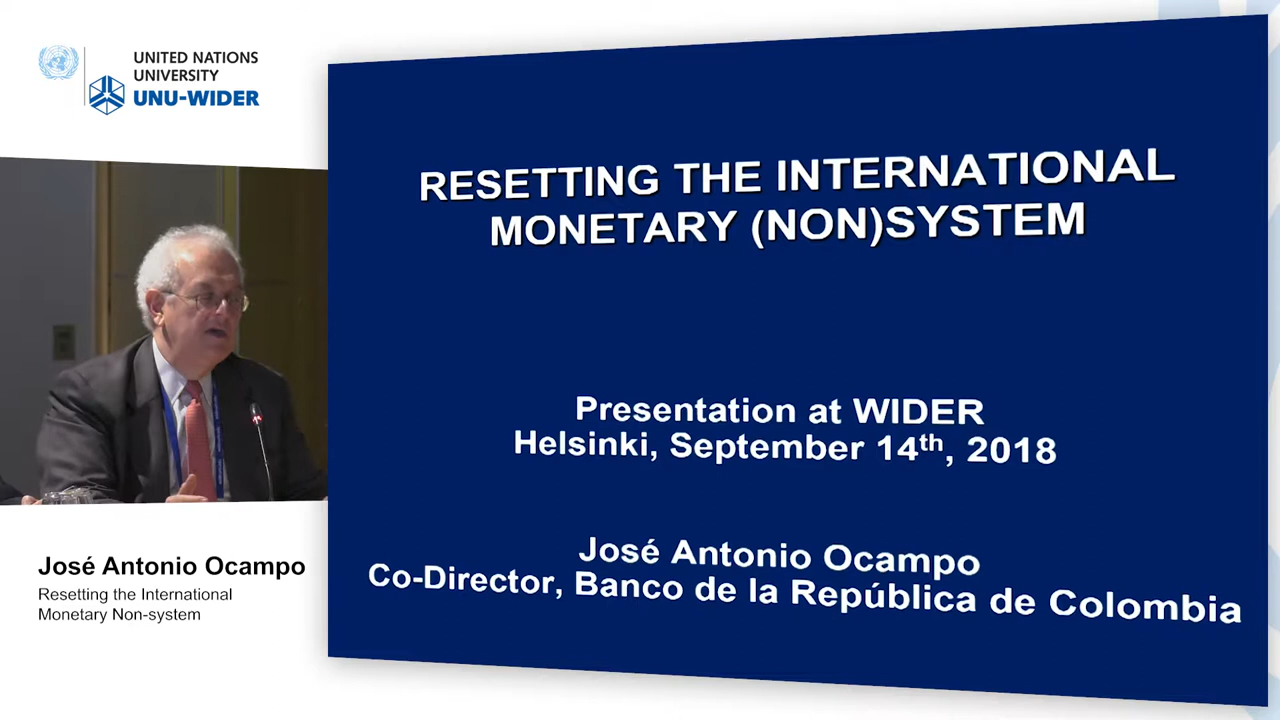 UNITED NATIONS
UNIVERSITY
UNU-WIDER
José Antonio Ocampo
Resetting the International
Monetary Non-system
RESETTING THE INTERNATIONAL
MONETARY (NON)SYSTEM
Presentation at WIDER
Helsinki, September 14th, 2018
José Antonio Ocampo
Co-Director, Banco de la República de Colombia